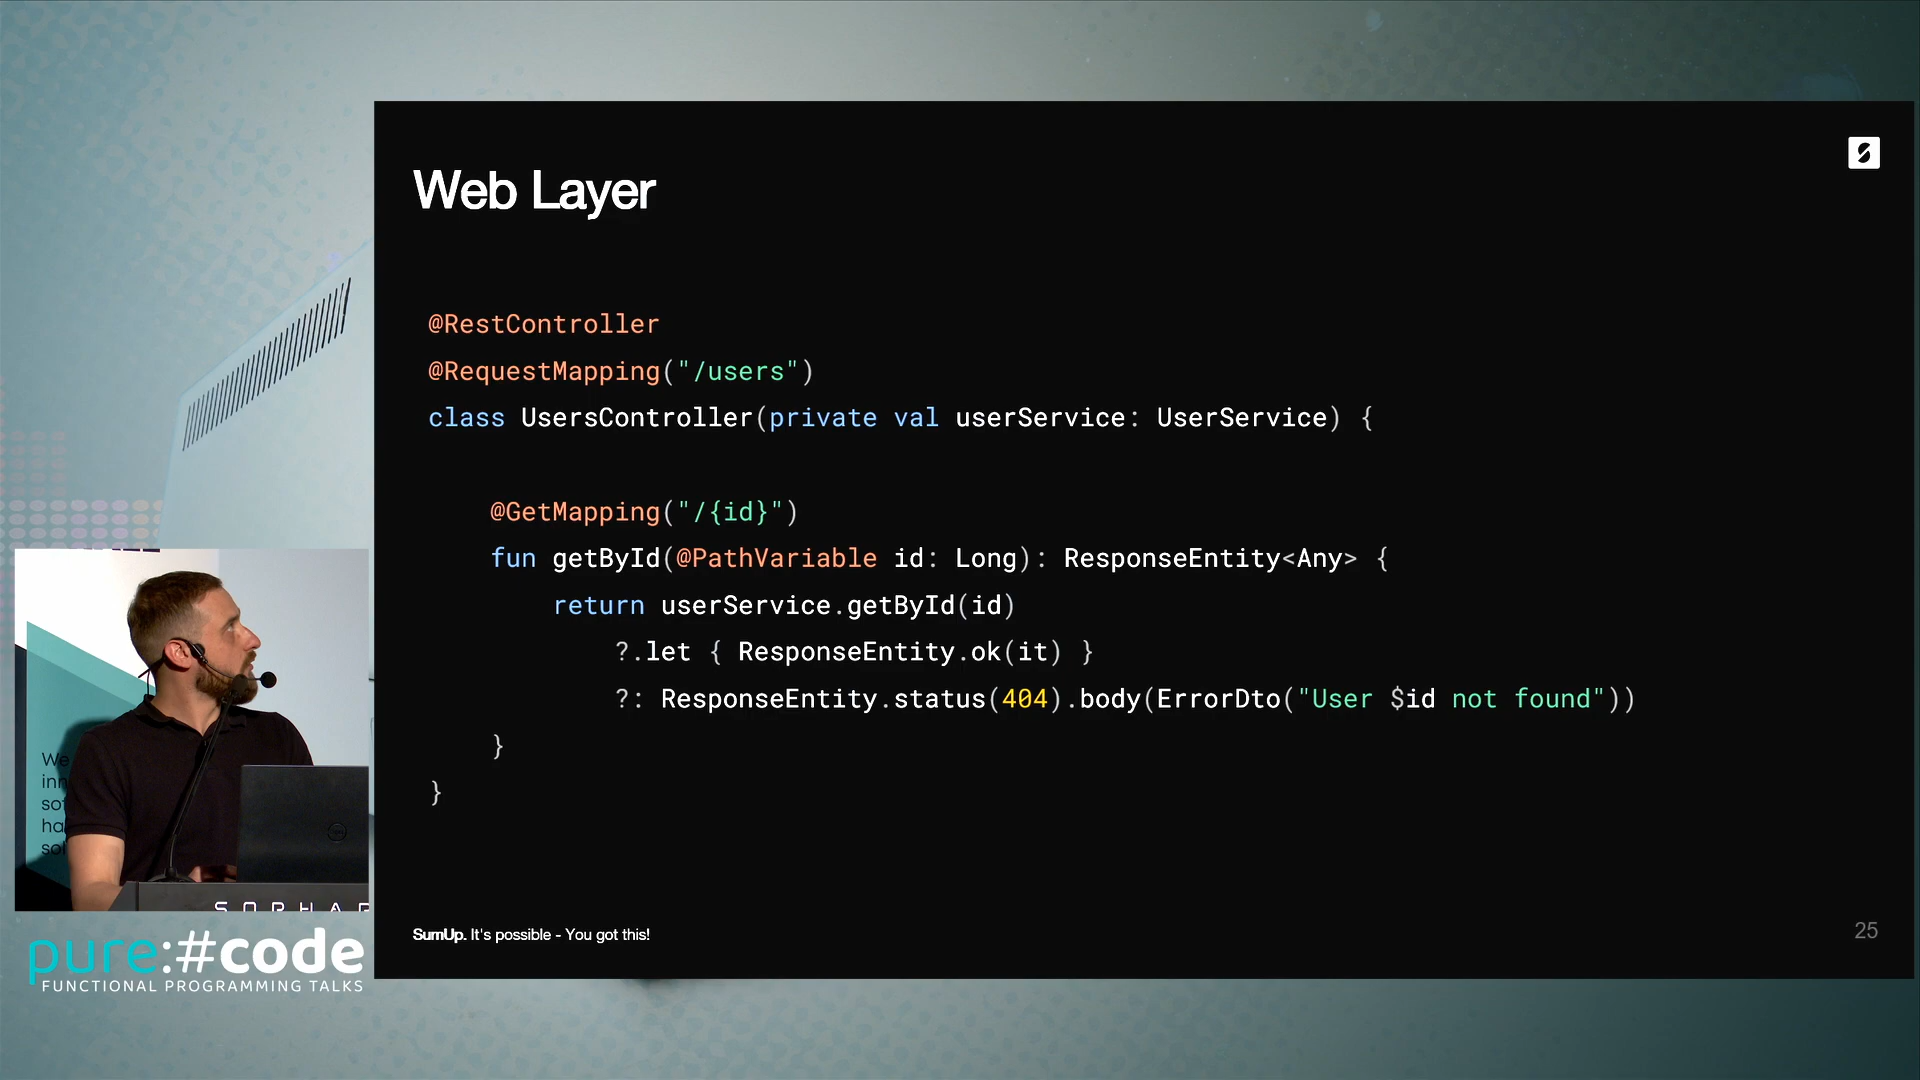 Web Layer
@RestController
@RequestMapping("/users")
class UsersController(private val userService: UserService) {
@GetMapping("/{id}")
fun getById(@PathVariable id: Long): ResponseEntity<Any> {
return userService.getById(id)
?.let { ResponseEntity.ok(it) }
?: ResponseEntity.status(404).body(ErrorDto("User $id not found"))
}
}
SumUp. It's possible - You got this!
25
We
pure:#code
FUNCTIONAL PROGRAMMING TALKS